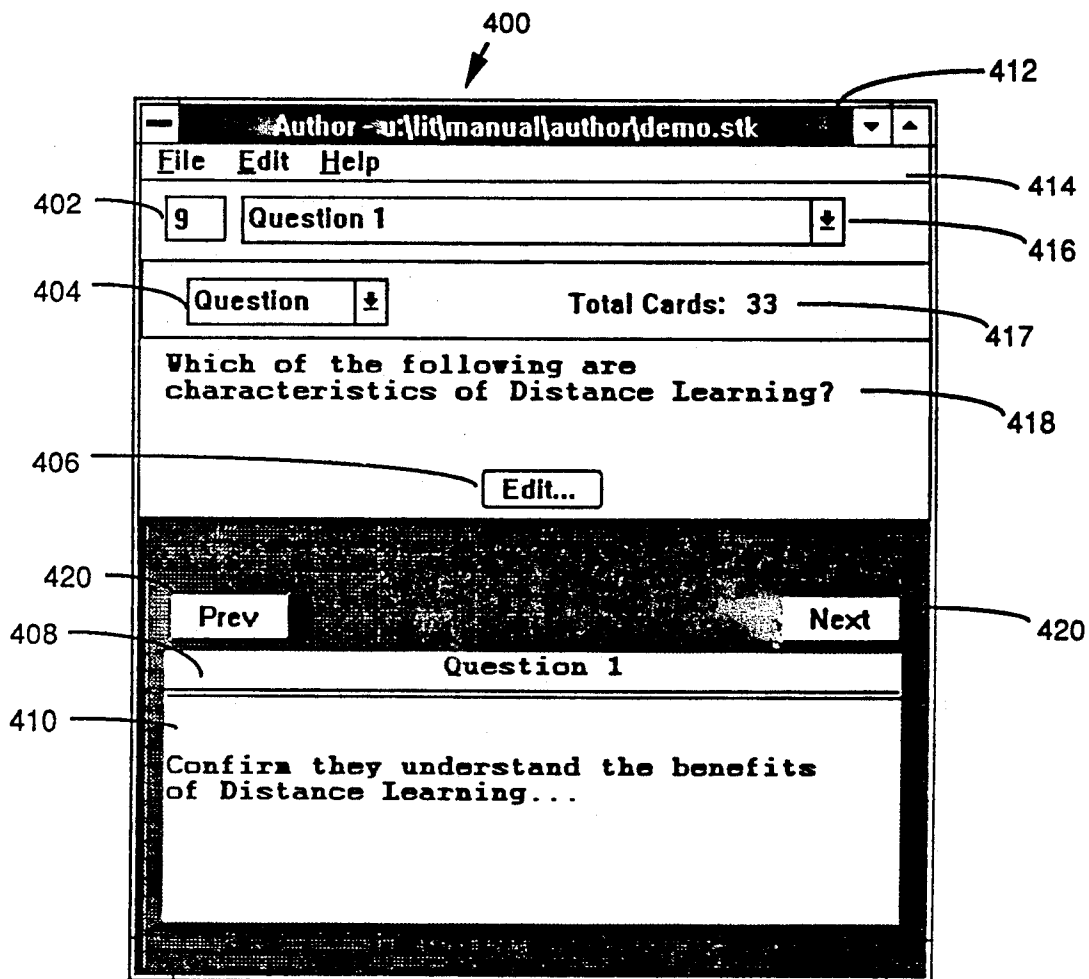 400
412
Author - u:\lit\manual\author\demo.stk
File Edit Help
414
402
9 Question 1
416
404
Question Total Cards: 33
417
Which of the following are
characteristics of Distance Learning?
418
406
Edit...
420
Prev Next
420
408
Question 1
410
Confirm they understand the benefits
of Distance Learning...